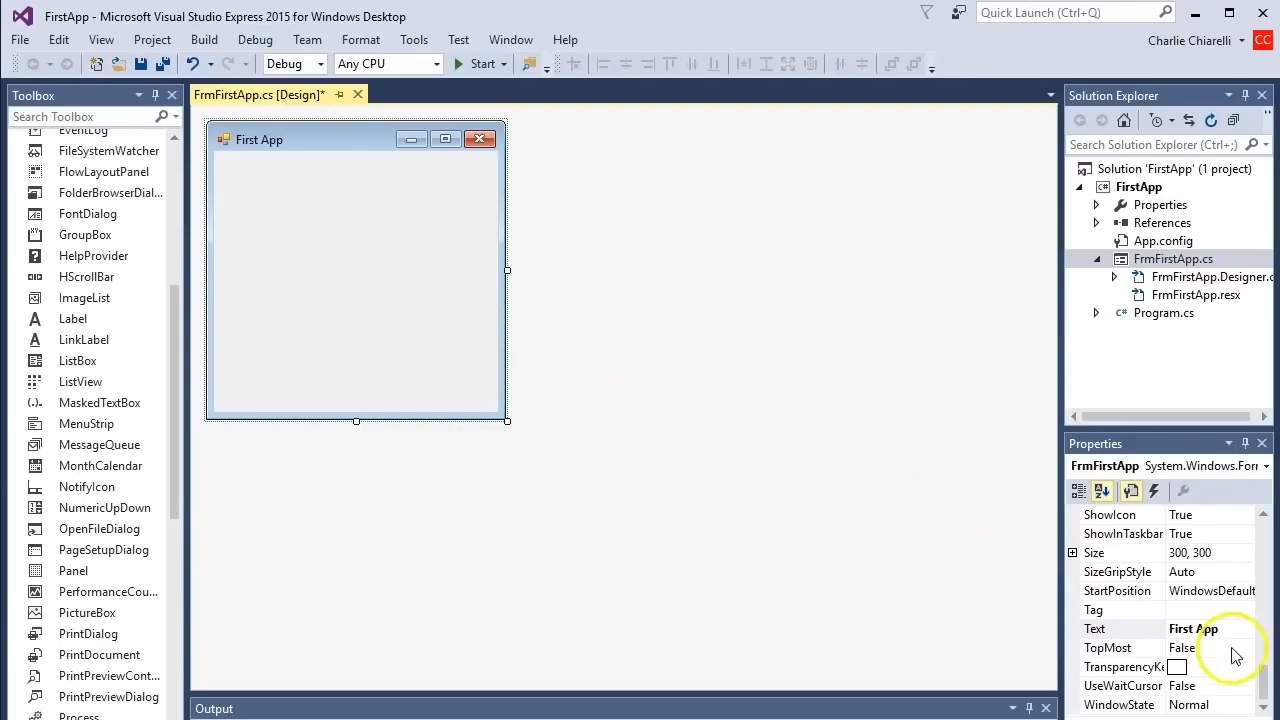 FirstApp - Microsoft Visual Studio Express 2015 for Windows Desktop
Quick Launch (Ctrl+Q)
File Edit View Project Build Debug Team Format Tools Test Window Help
Charlie Chiarelli CC
Debug Any CPU Start
Toolbox
Search Toolbox
EventLog
FileSystemWatcher
FlowLayoutPanel
FolderBrowserDial...
FontDialog
GroupBox
HelpProvider
HScrollBar
ImageList
Label
LinkLabel
ListBox
ListView
MaskedTextBox
MenuStrip
MessageQueue
MonthCalendar
NotifyIcon
NumericUpDown
OpenFileDialog
PageSetupDialog
Panel
PerformanceCou...
PictureBox
PrintDialog
PrintDocument
PrintPreviewCont...
PrintPreviewDialog
Process
FrmFirstApp.cs [Design]*
First App
Output
Solution Explorer
Search Solution Explorer (Ctrl+;)
Solution 'FirstApp' (1 project)
FirstApp
Properties
References
App.config
FrmFirstApp.cs
FrmFirstApp.Designer.c
FrmFirstApp.resx
Program.cs
Properties
FrmFirstApp System.Windows.Forr
ShowIcon True
ShowInTaskbar True
Size 300, 300
SizeGripStyle Auto
StartPosition WindowsDefault
Tag
Text First App
TopMost False
TransparencyKe
UseWaitCursor False
WindowState Normal